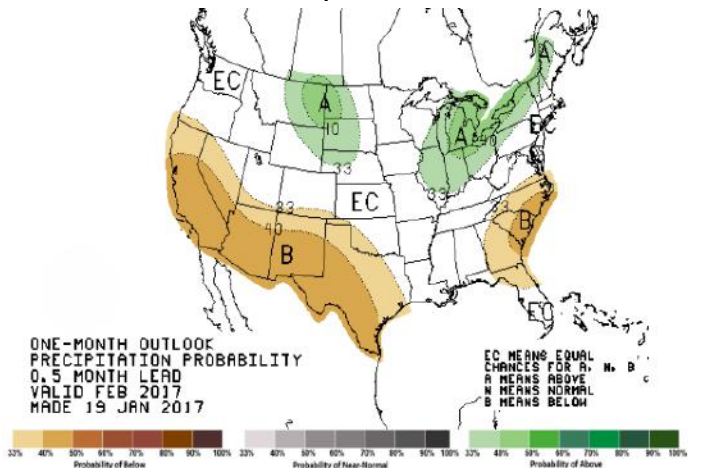 A
EC
A
10
A
40
EC
33
EC
33
33
33
B
40
B
EC
ONE-MONTH OUTLOOK
PRECIPITATION PROBABILITY
0.5 MONTH LEAD
VALID FEB 2017
MADE 19 JAN 2017
EC MEANS EQUAL
CHANCES FOR A, N, B
A MEANS ABOVE
N MEANS NORMAL
B MEANS BELOW
33% 40% 50% 60% 70% 80% 90% 100%
Probability of Below
33% 40% 50% 60% 70% 80% 90% 100%
Probability of Near-Normal
33% 40% 50% 60% 70% 80% 90% 100%
Probability of Above